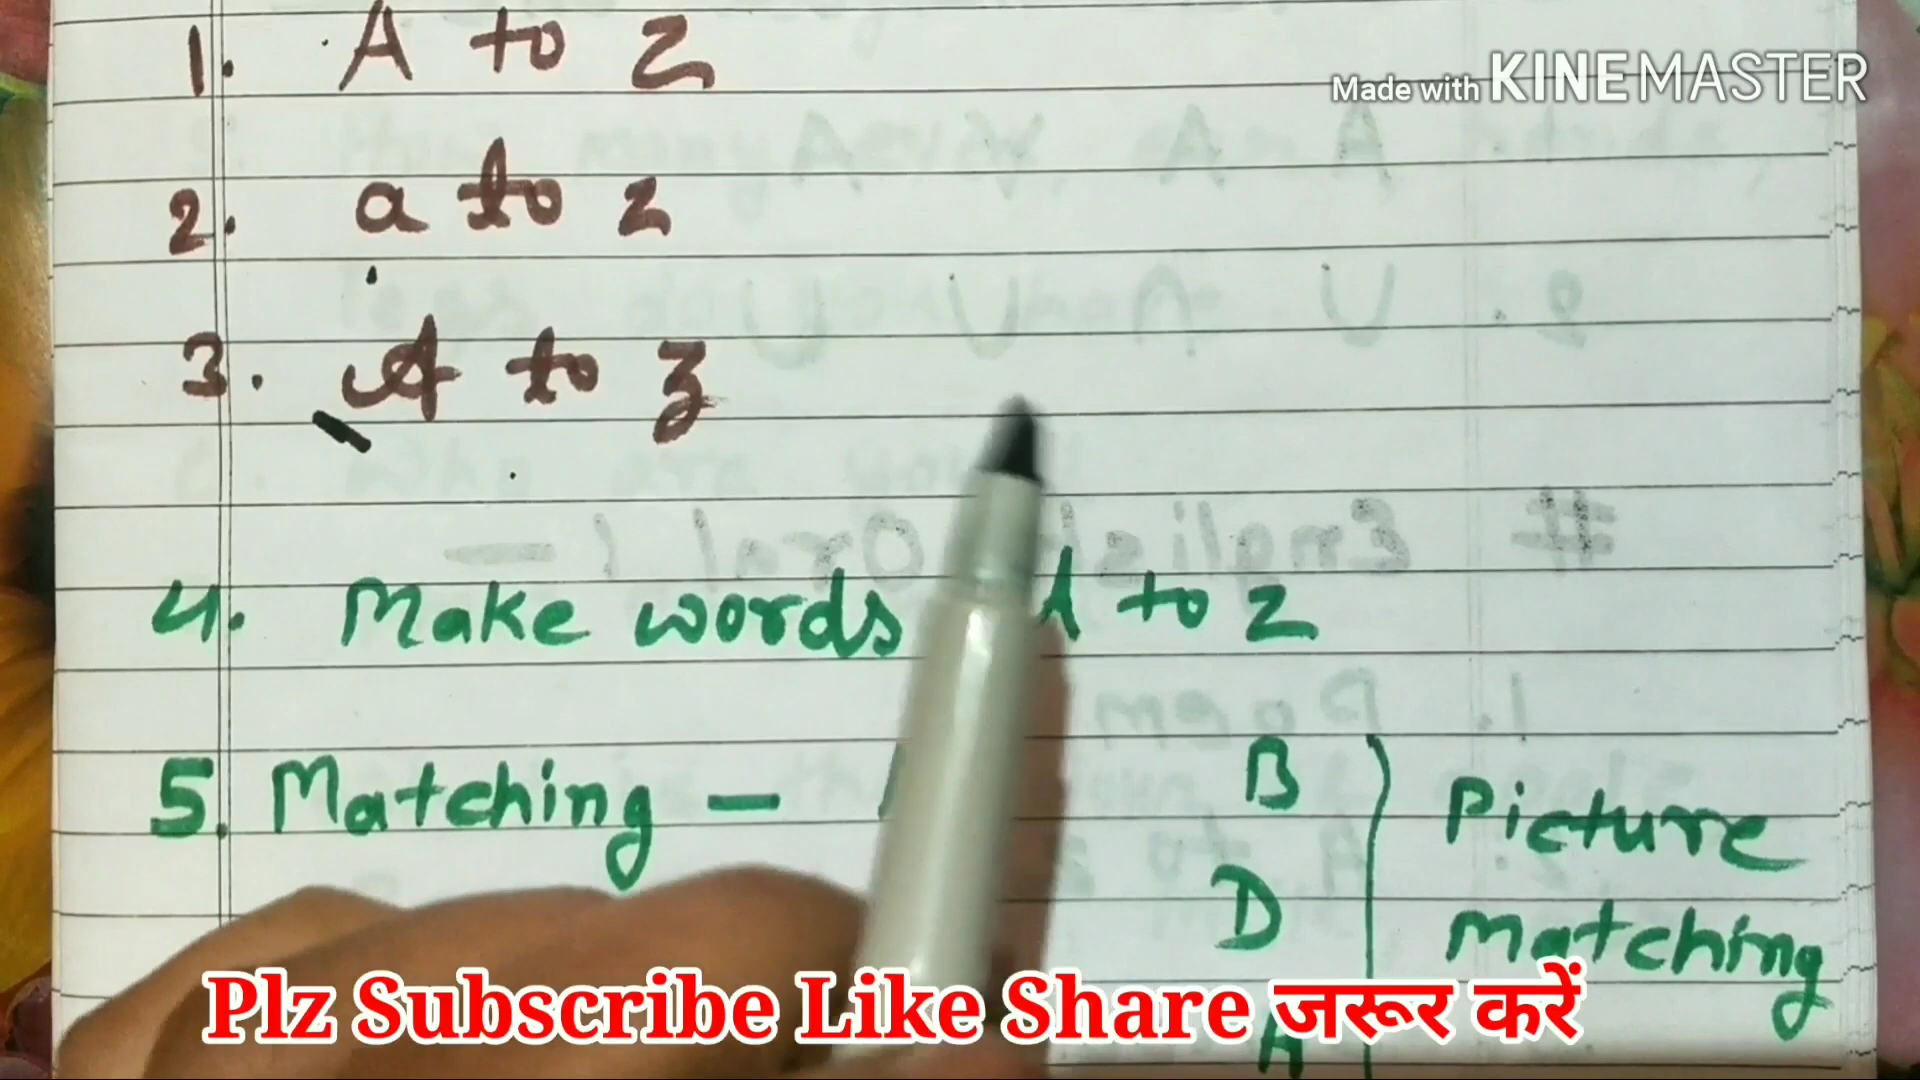 Made with KINEMASTER
1. A to Z
2. a to z
3. A to Z
4. Make words A to Z
5. Matching - B Picture
D matching
A
Plz Subscribe Like Share जरूर करें